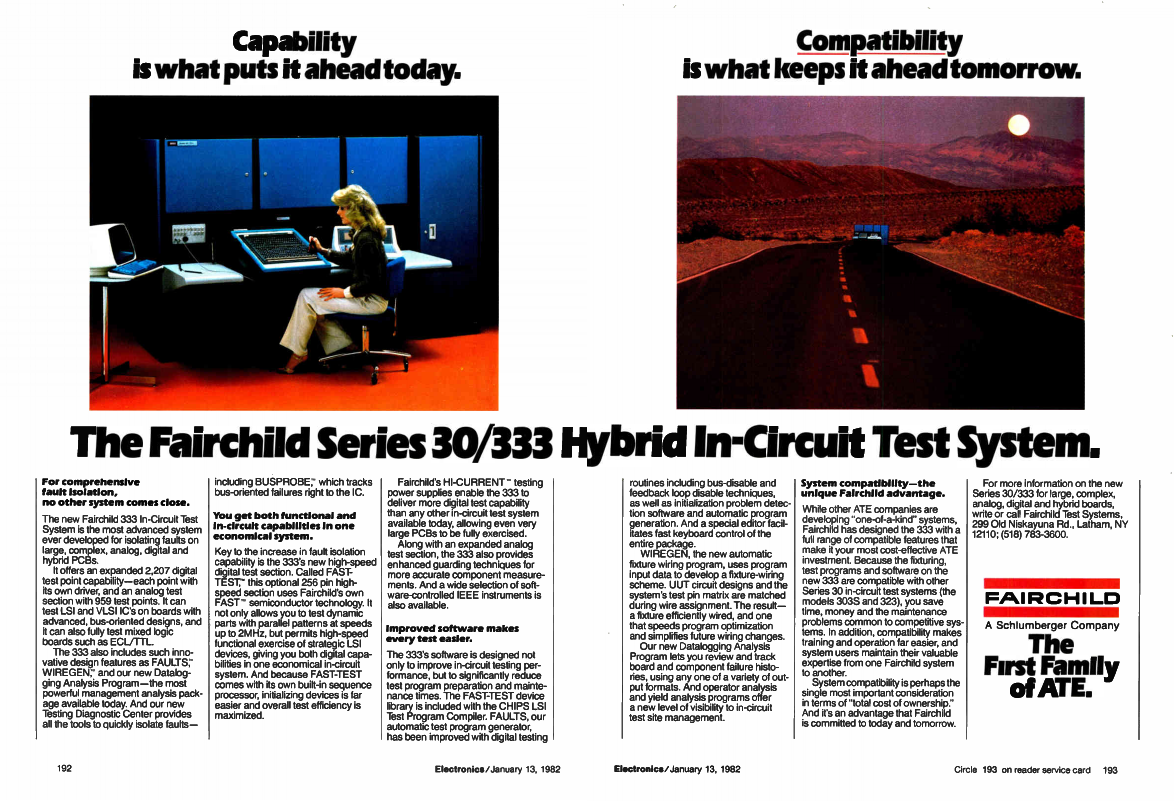 Capability
is what puts it ahead today.
Compatibility
is what keeps it ahead tomorrow.
The Fairchild Series 30/333 Hybrid In-Circuit Test System.
For comprehensive
fault isolation,
no other system comes close.
The new Fairchild 333 In-Circuit Test
System is the most advanced system
ever developed for isolating faults on
large, complex, analog, digital and
hybrid PCBs.
It offers an expanded 2,207 digital
test point capability—each point with
its own driver, and an analog test
section with 959 test points. It can
test LSI and VLSI IC's on boards with
advanced, bus-oriented designs, and
it can also fully test mixed logic
boards such as ECL/TTL.
The 333 also includes such inno-
vative design features as FAULTS,™
WIREGEN,™ and our new Datalog-
ging Analysis Program—the most
powerful management analysis pack-
age available today. And our new
Testing Diagnostic Center provides
all the tools to quickly isolate faults—
including BUSPROBE,™ which tracks
bus-oriented failures right to the IC.
You get both functional and
in-circuit capabilities in one
economical system.
Key to the increase in fault isolation
capability is the 333's new high-speed
digital test section. Called FAST-
TEST,™ this optional 256 pin high-
speed section uses Fairchild's own
FAST™ semiconductor technology. It
not only allows you to test dynamic
parts with parallel patterns at speeds
up to 2MHz, but permits high-speed
functional exercise of strategic LSI
devices, giving you both digital capa-
bilities in one economical in-circuit
system. And because FAST-TEST
comes with its own built-in sequence
processor, initializing devices is far
easier and overall test efficiency is
maximized.
Fairchild's HI-CURRENT™ testing
power supplies enable the 333 to
deliver more digital test capability
than any other in-circuit test system
available today, allowing even very
large PCBs to be fully exercised.
Along with an expanded analog
test section, the 333 also provides
enhanced guarding techniques for
more accurate component measure-
ments. And a wide selection of soft-
ware-controlled IEEE instruments is
also available.
Improved software makes
every test easier.
The 333's software is designed not
only to improve in-circuit testing per-
formance, but to significantly reduce
test program preparation and mainte-
nance times. The FAST-TEST device
library is included with the CHIPS LSI
Test Program Compiler. FAULTS, our
automatic test program generator,
has been improved with digital testing
routines including bus-disable and
feedback loop disable techniques,
as well as initialization problem detec-
tion software and automatic program
generation. And a special editor facil-
itates fast keyboard control of the
entire package.
WIREGEN, the new automatic
fixture wiring program, uses program
input data to develop a fixture-wiring
scheme. UUT circuit designs and the
system's test pin matrix are matched
during wire assignment. The result—
a fixture efficiently wired, and one
that speeds program optimization
and simplifies future wiring changes.
Our new Datalogging Analysis
Program lets you review and track
board and component failure histo-
ries, using any one of a variety of out-
put formats. And operator analysis
and yield analysis programs offer
a new level of visibility to in-circuit
test site management.
System compatibility—the
unique Fairchild advantage.
While other ATE companies are
developing "one-of-a-kind" systems,
Fairchild has designed the 333 with a
full range of compatible features that
make it your most cost-effective ATE
investment. Because the fixturing,
test programs and software on the
new 333 are compatible with other
Series 30 in-circuit test systems (the
models 303S and 323), you save
time, money and the maintenance
problems common to competitive sys-
tems. In addition, compatibility makes
training and operation far easier, and
system users maintain their valuable
expertise from one Fairchild system
to another.
System compatibility is perhaps the
single most important consideration
in terms of "total cost of ownership."
And it's an advantage that Fairchild
is committed to today and tomorrow.
For more information on the new
Series 30/333 for large, complex,
analog, digital and hybrid boards,
write or call Fairchild Test Systems,
299 Old Niskayuna Rd., Latham, NY
12110; (518) 783-3600.
FAIRCHILD
A Schlumberger Company
The
First Family
of ATE.
192
Electronics/January 13, 1982
Electronics/January 13, 1982
Circle 193 on reader service card 193